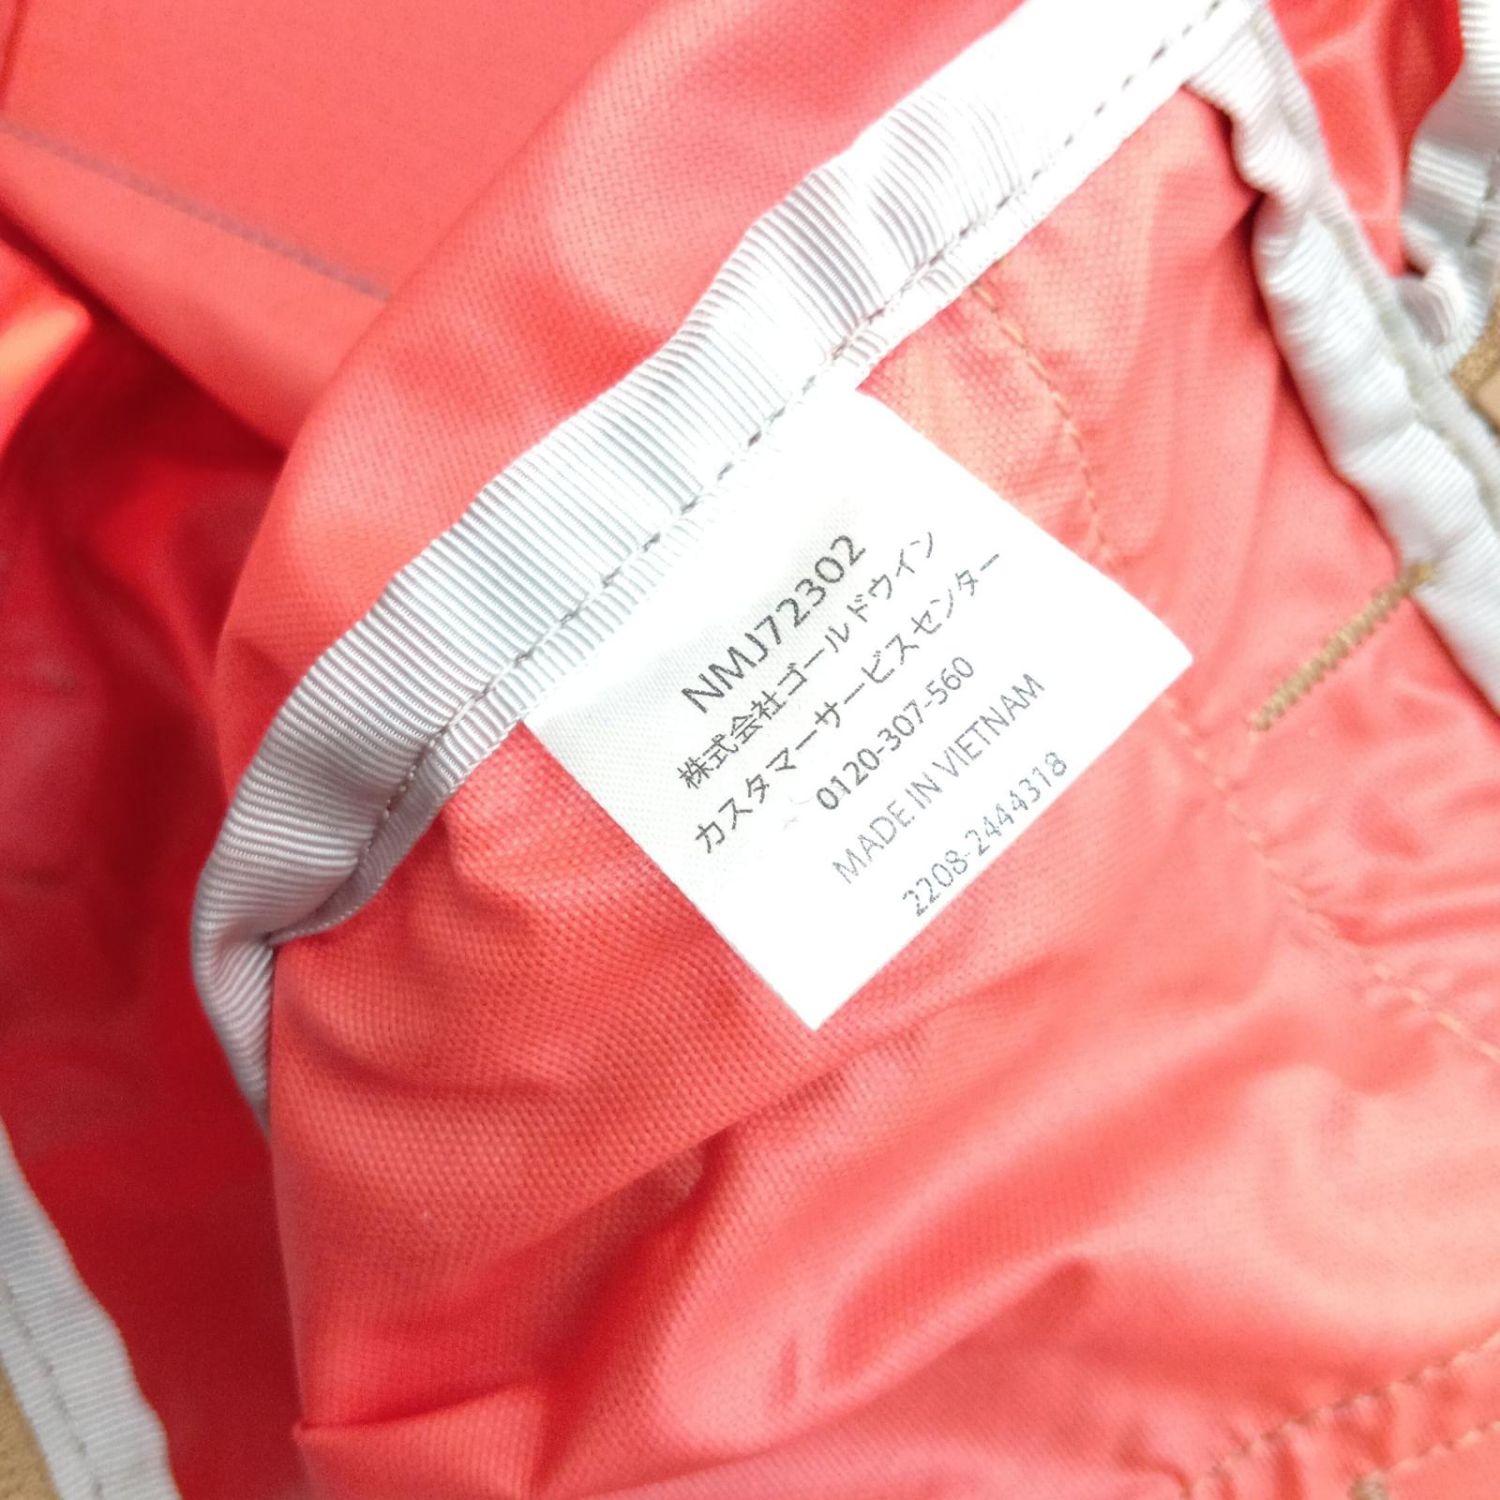 NMJ72302
株式会社ゴールドウイン
カスタマーサービスセンター
0120-307-560
MADE IN VIETNAM
2208-2444318